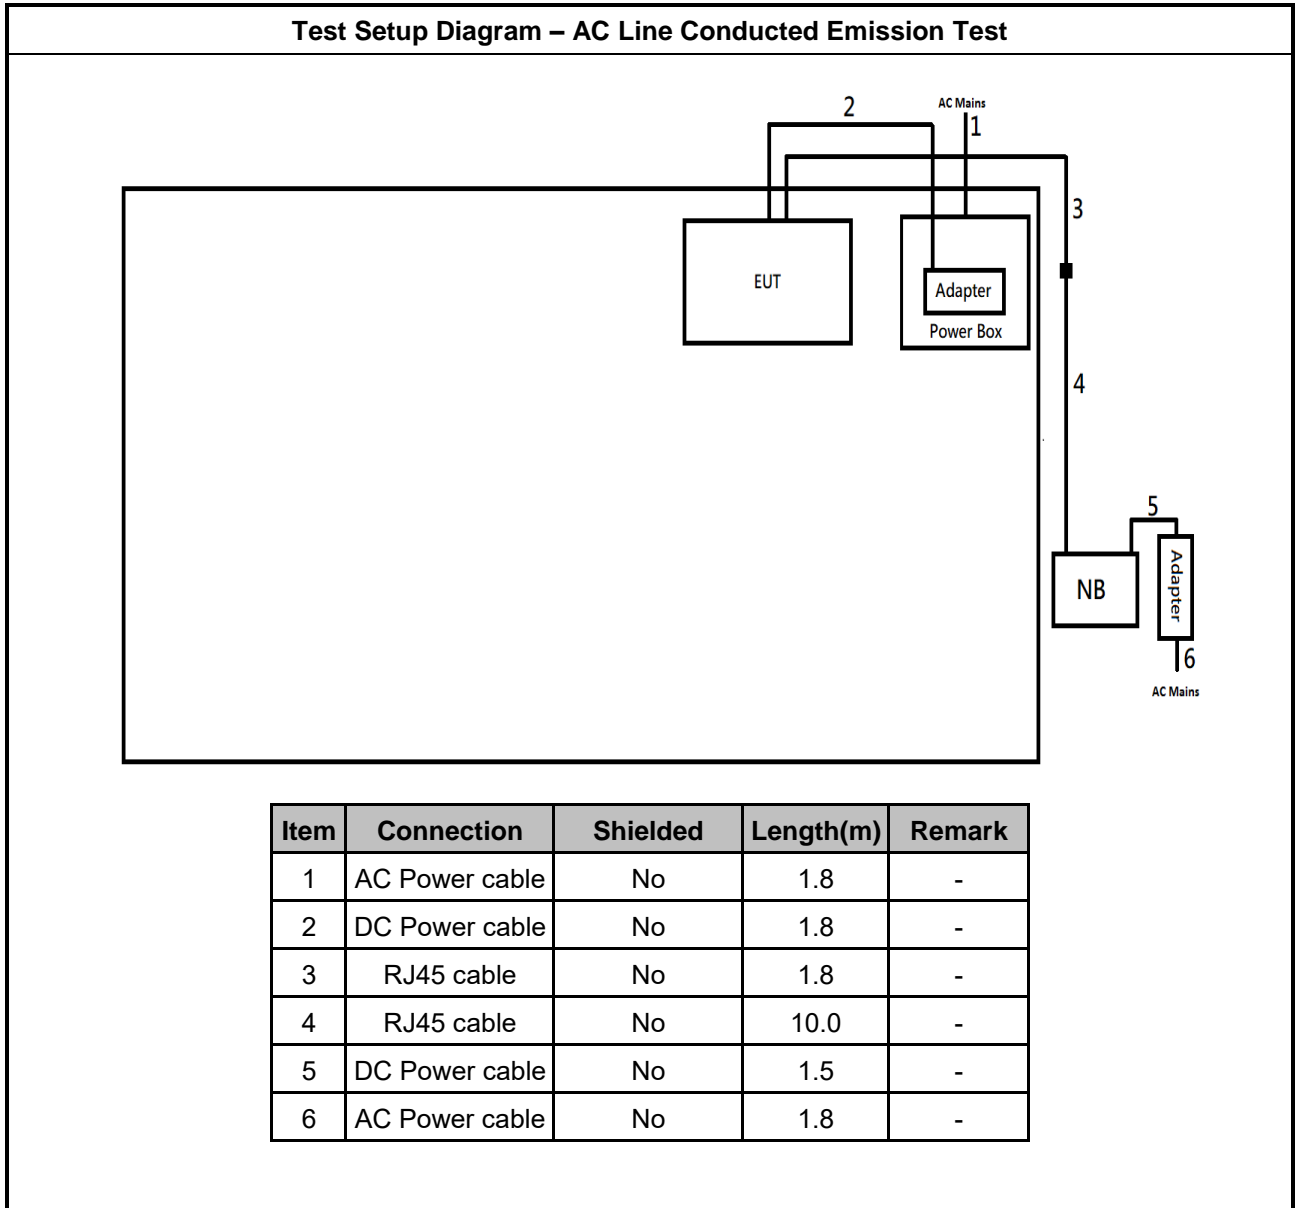 Test Setup Diagram – AC Line Conducted Emission Test
2
AC Mains
1
3
EUT
Adapter
Power Box
4
5
NB
Adapter
6
AC Mains
Item Connection Shielded Length(m) Remark
1 AC Power cable No 1.8 -
2 DC Power cable No 1.8 -
3 RJ45 cable No 1.8 -
4 RJ45 cable No 10.0 -
5 DC Power cable No 1.5 -
6 AC Power cable No 1.8 -